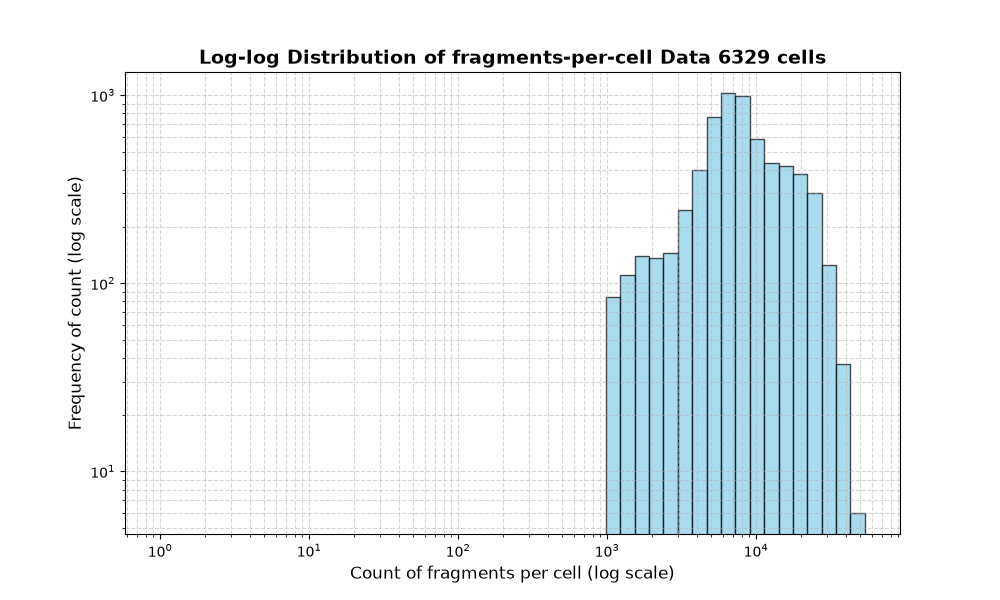 Log-log Distribution of fragments-per-cell Data 6329 cells
Frequency of count (log scale)
10³
10²
10¹
10⁰ 10¹ 10² 10³ 10⁴
Count of fragments per cell (log scale)